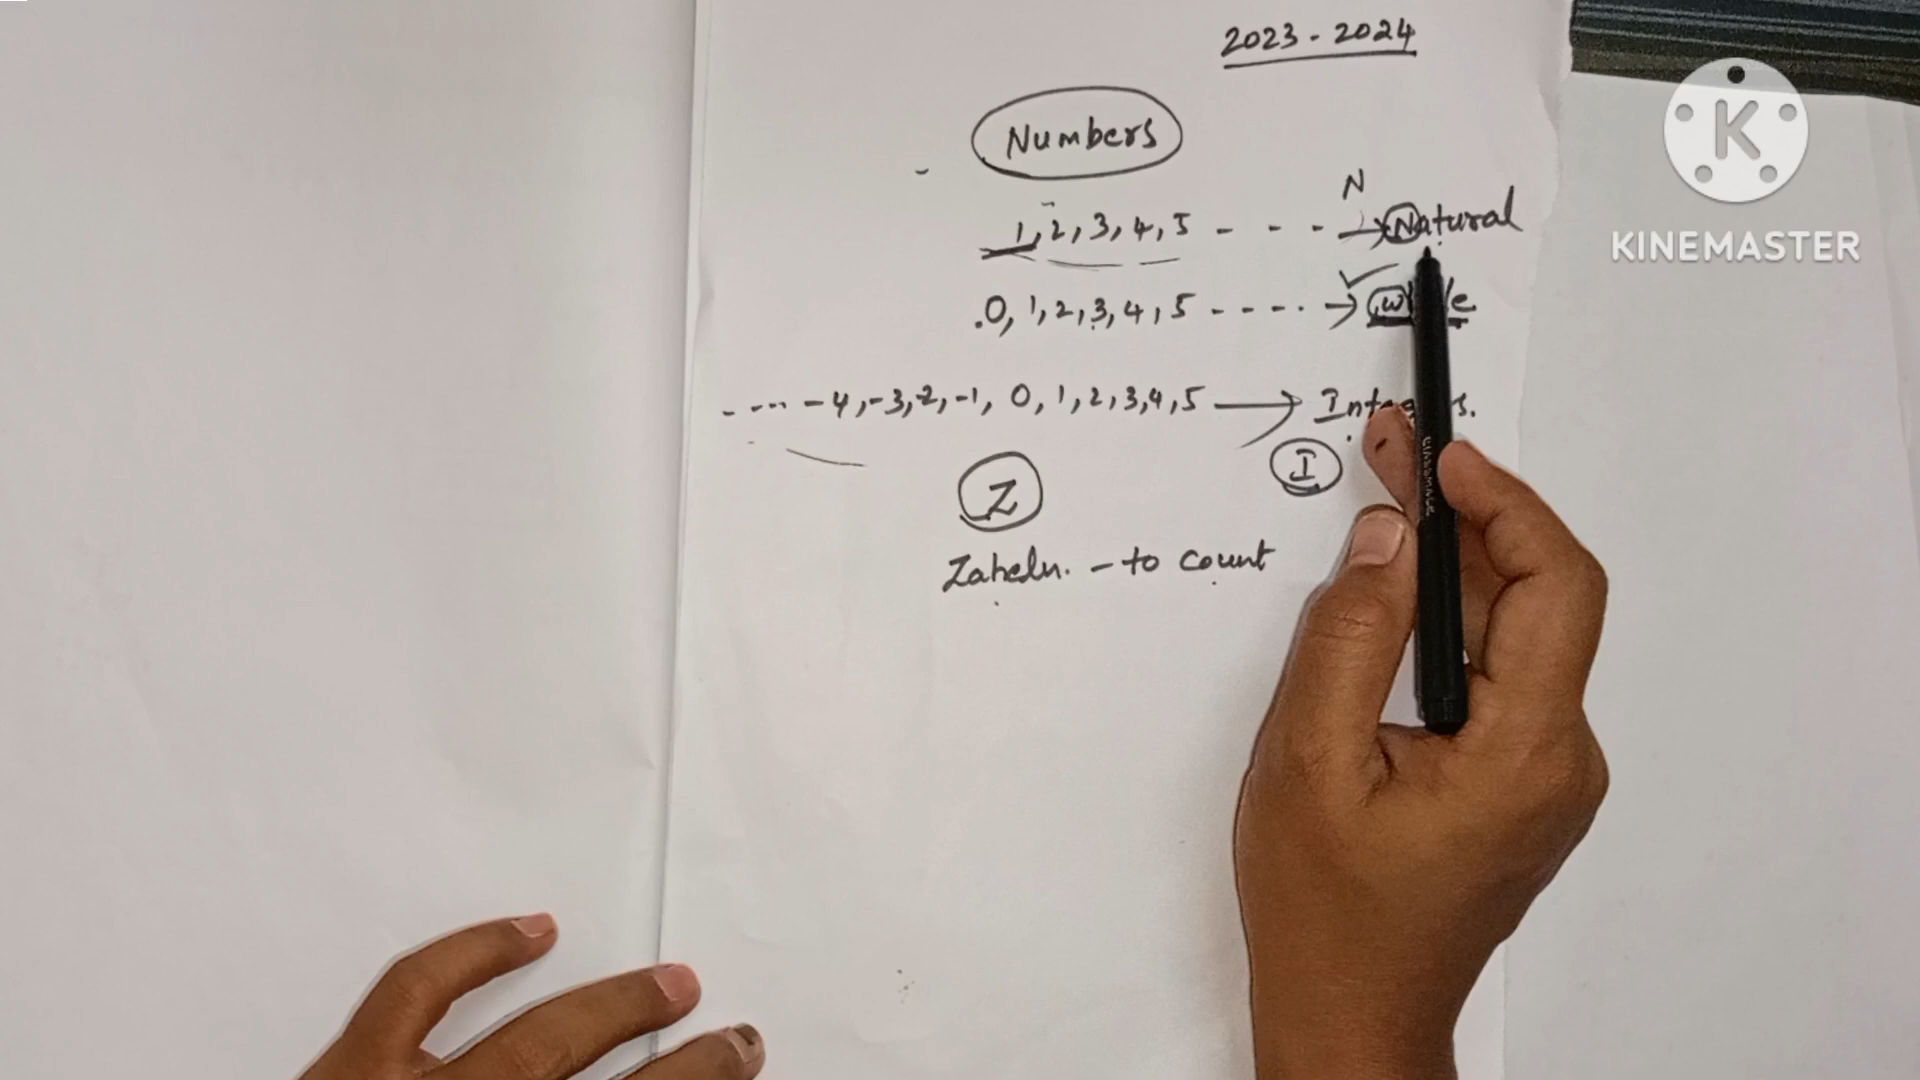 2023 - 2024
Numbers
N
1, 2, 3, 4, 5 - - - → Natural
0, 1, 2, 3, 4, 5 - - - - →
- --- -4, -3, -2, -1, 0, 1, 2, 3, 4, 5 →
I
Z
Zaheln. - to count
K
KINEMASTER